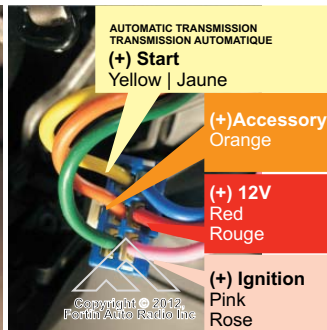 AUTOMATIC TRANSMISSION
TRANSMISSION AUTOMATIQUE
(+) Start
Yellow | Jaune
(+)Accessory
Orange
(+) 12V
Red
Rouge
(+) Ignition
Pink
Rose
Copyright © 2012,
Fortin Auto Radio Inc